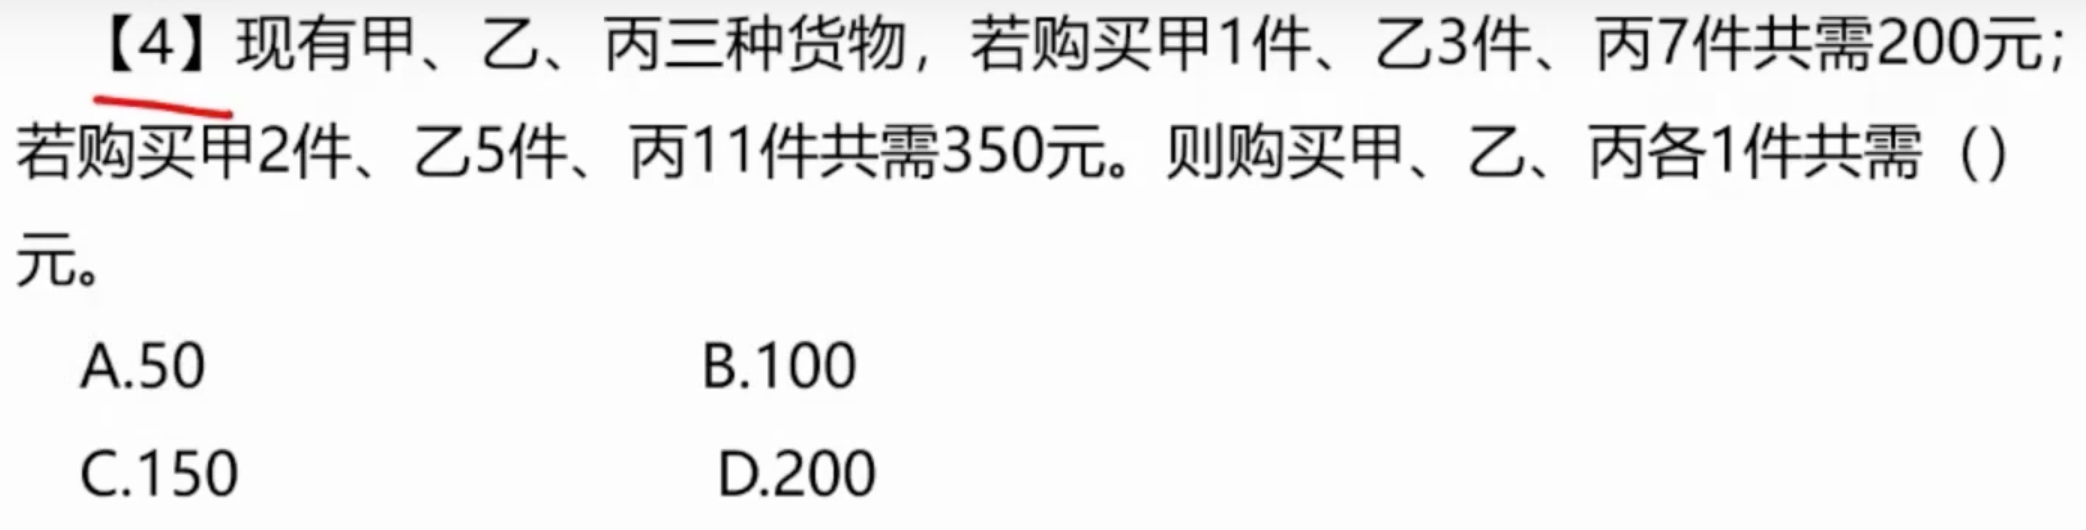 【4】现有甲、乙、丙三种货物，若购买甲1件、乙3件、丙7件共需200元；
若购买甲2件、乙5件、丙11件共需350元。则购买甲、乙、丙各1件共需（）
元。
A.50 B.100
C.150 D.200